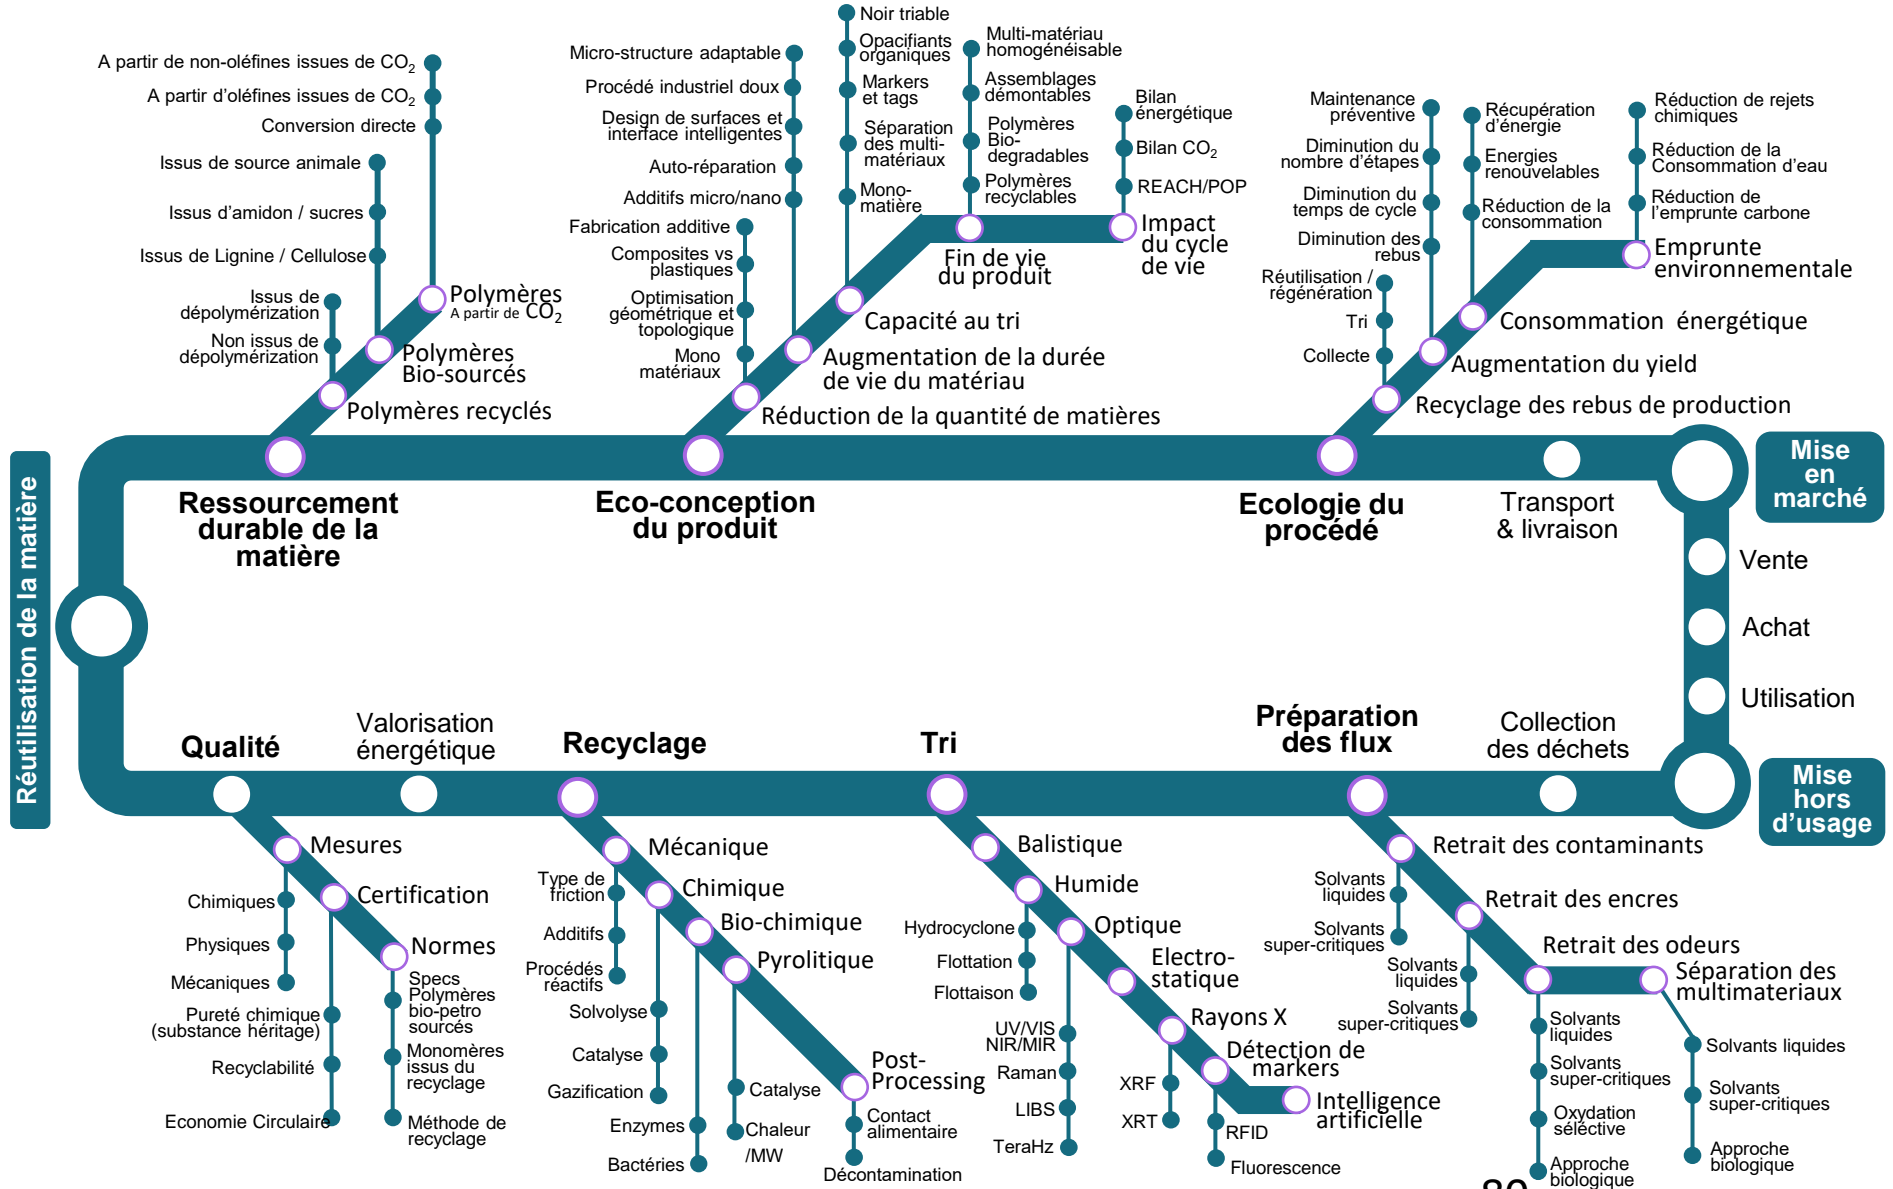 A partir de non-oléfines issues de CO2
A partir d'oléfines issues de CO2
Conversion directe
Issus de source animale
Issus d'amidon / sucres
Issus de Lignine / Cellulose
Issus de
dépolymérization
Non issus de
dépolymérization
Polymères
A partir de CO2
Polymères
Bio-sourcés
Polymères recyclés
Micro-structure adaptable
Procédé industriel doux
Design de surfaces et
interface intelligentes
Auto-réparation
Additifs micro/nano
Fabrication additive
Composites vs
plastiques
Optimisation
géométrique et
topologique
Mono
matériaux
Noir triable
Opacifiants
organiques
Markers
et tags
Séparation
des multi-
matériaux
Mono-
matière
Multi-matériau
homogénéisable
Assemblages
démontables
Polymères
Bio-
degradables
Polymères
recyclables
Bilan
énergétique
Bilan CO2
REACH/POP
Impact
du cycle
de vie
Fin de vie
du produit
Capacité au tri
Augmentation de la durée
de vie du matériau
Réduction de la quantité de matières
Maintenance
préventive
Diminution du
nombre d'étapes
Diminution du
temps de cycle
Diminution des
rebus
Réutilisation /
régénération
Tri
Collecte
Récupération
d'énergie
Energies
renouvelables
Réduction de la
consommation
Réduction de rejets
chimiques
Réduction de la
Consommation d'eau
Réduction de
l'emprunte carbone
Emprunte
environnementale
Consommation énergétique
Augmentation du yield
Recyclage des rebus de production
Ressourcement
durable de la
matière
Eco-conception
du produit
Ecologie du
procédé
Transport
& livraison
Mise
en
marché
Vente
Achat
Utilisation
Mise
hors
d'usage
Réutilisation de la matière
Qualité
Valorisation
énergétique
Recyclage
Tri
Préparation
des flux
Collection
des déchets
Mesures
Certification
Normes
Chimiques
Physiques
Mécaniques
Pureté chimique
(substance héritage)
Recyclabilité
Economie Circulaire
Specs
Polymères
bio-petro
sourcés
Monomères
issus du
recyclage
Méthode de
recyclage
Mécanique
Chimique
Bio-chimique
Pyrolitique
Post-
Processing
Type de
friction
Additifs
Procédés
réactifs
Solvolyse
Catalyse
Gazification
Enzymes
Bactéries
Catalyse
Chaleur
/MW
Contact
alimentaire
Décontamination
Balistique
Humide
Optique
Electro-
statique
Rayons X
Détection de
markers
Intelligence
artificielle
Hydrocyclone
Flottation
Flottaison
UV/VIS
NIR/MIR
Raman
LIBS
TeraHz
XRF
XRT
RFID
Fluorescence
Retrait des contaminants
Retrait des encres
Retrait des odeurs
Séparation des
multimateriaux
Solvants
liquides
Solvants
super-critiques
Solvants
liquides
Solvants
super-critiques
Solvants
liquides
Solvants
super-critiques
Oxydation
séléctive
Approche
biologique
Solvants liquides
Solvants
super-critiques
Approche
biologique